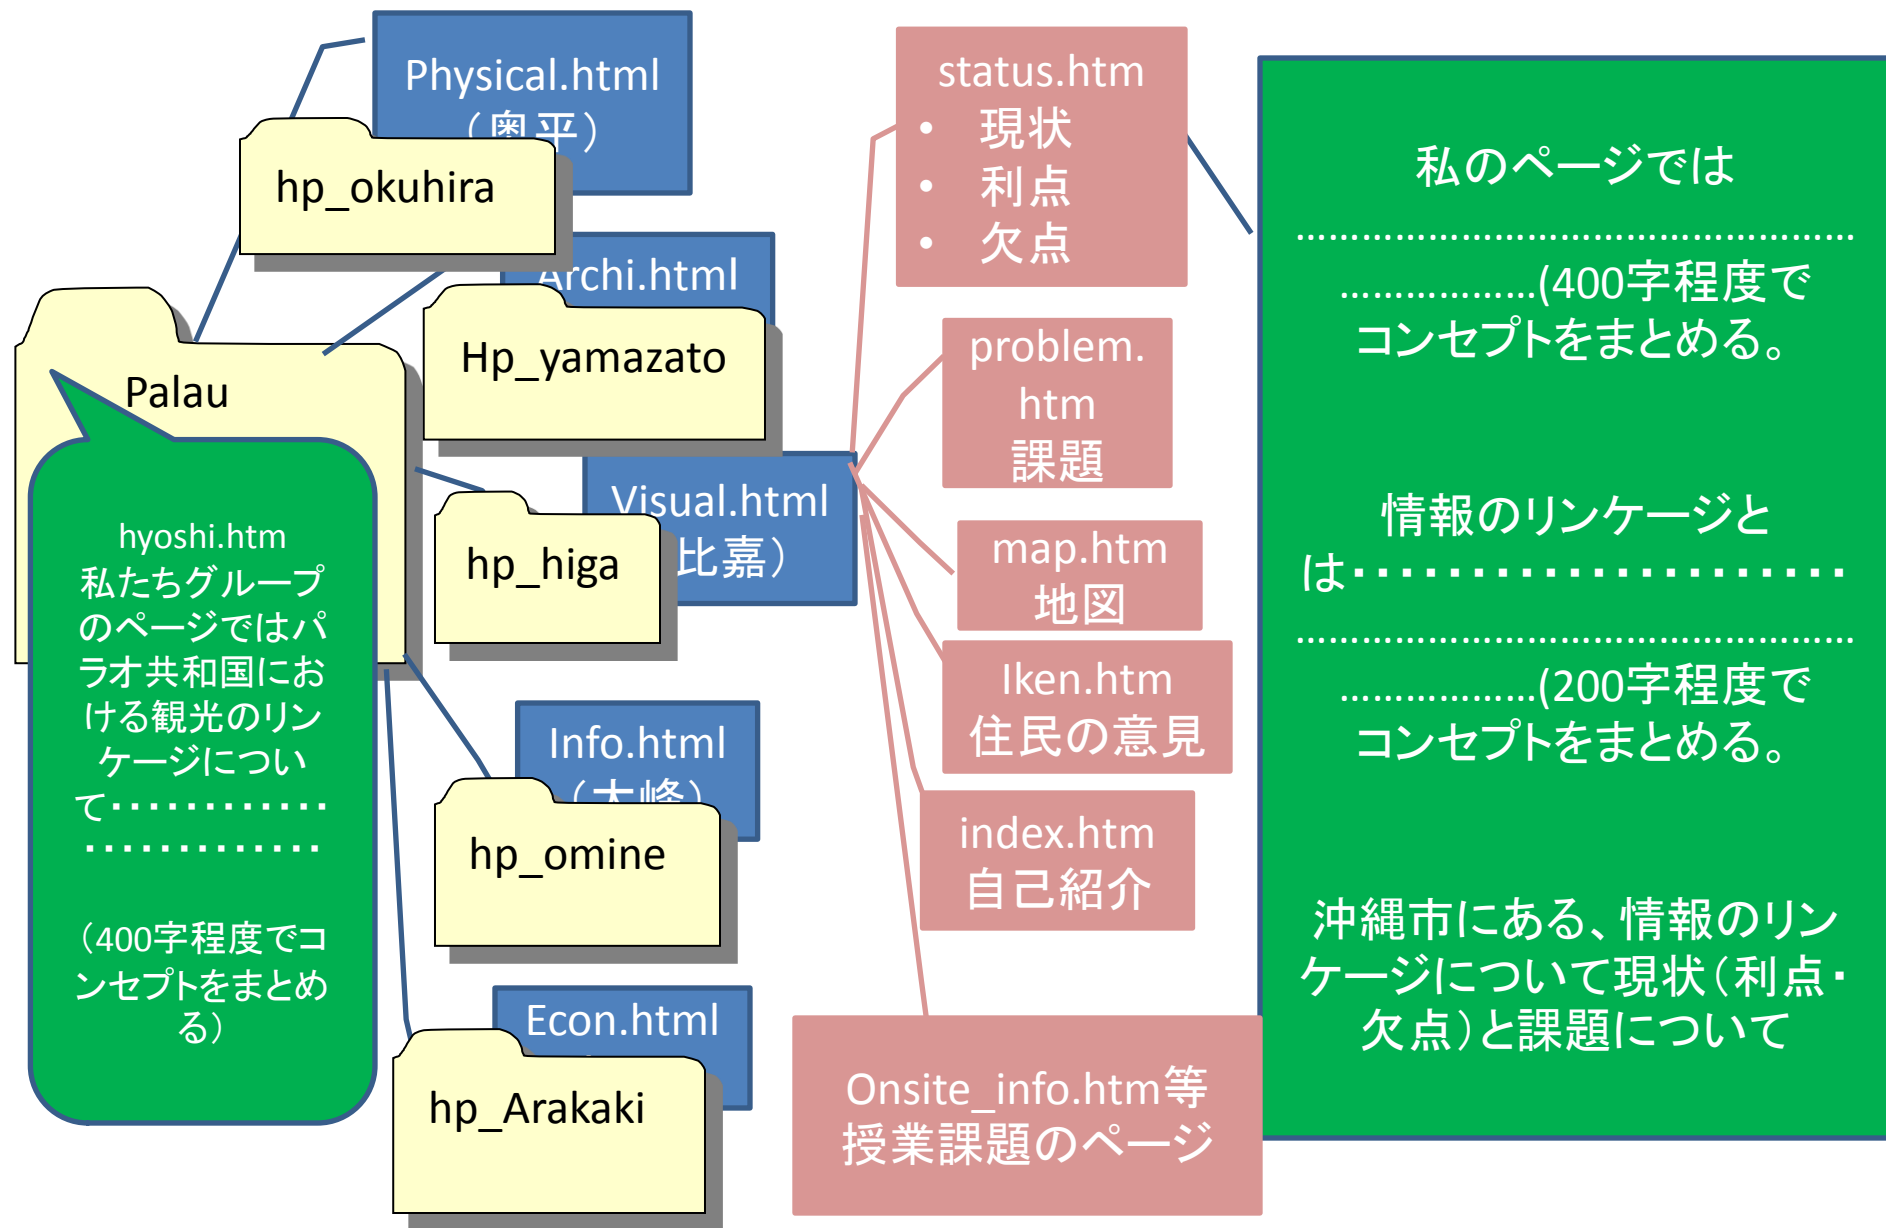 Physical.html
（奥平）
hp_okuhira
Archi.html
Hp_yamazato
Palau
Visual.html
比嘉）
hp_higa
hyoshi.htm
私たちグループ
のページではパ
ラオ共和国にお
ける観光のリン
ケージについ
て・・・・・・・・・・・・
・・・・・・・・・・・・・
（400字程度でコ
ンセプトをまとめ
る）
Info.html
（大峰）
hp_omine
Econ.html
hp_Arakaki
status.htm
• 現状
• 利点
• 欠点
problem.
htm
課題
map.htm
地図
Iken.htm
住民の意見
index.htm
自己紹介
Onsite_info.htm等
授業課題のページ
私のページでは
……………………………………………………
………………(400字程度で
コンセプトをまとめる。
情報のリンケージと
は・・・・・・・・・・・・・・・・・・・
……………………………………………………
………………(200字程度で
コンセプトをまとめる。
沖縄市にある、情報のリン
ケージについて現状（利点・
欠点）と課題について